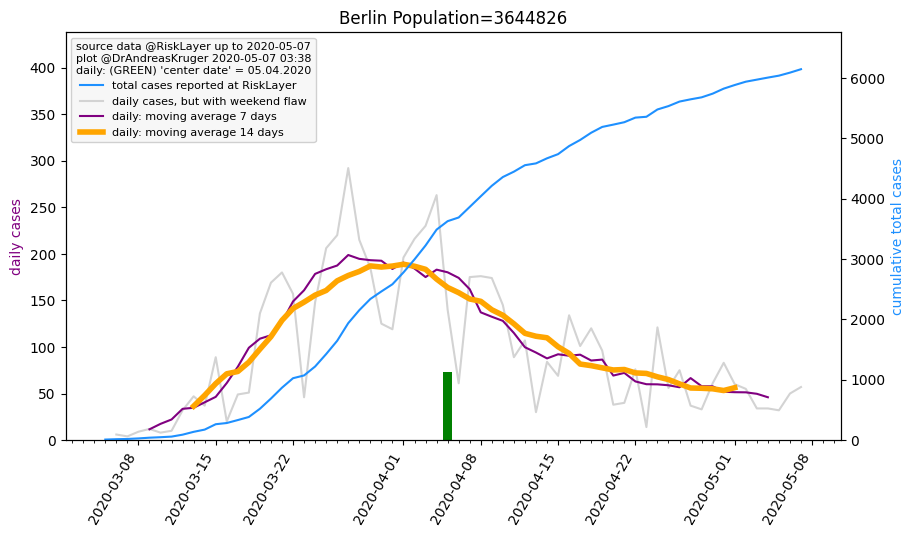 Berlin Population=3644826
source data @RiskLayer up to 2020-05-07
plot @DrAndreasKruger 2020-05-07 03:38
daily: (GREEN) 'center date' = 05.04.2020
total cases reported at RiskLayer
daily cases, but with weekend flaw
daily: moving average 7 days
daily: moving average 14 days
daily cases
400
350
300
250
200
150
100
50
0
6000
5000
4000
3000
2000
1000
0
cumulative total cases
2020-03-08
2020-03-15
2020-03-22
2020-04-01
2020-04-08
2020-04-15
2020-04-22
2020-05-01
2020-05-08